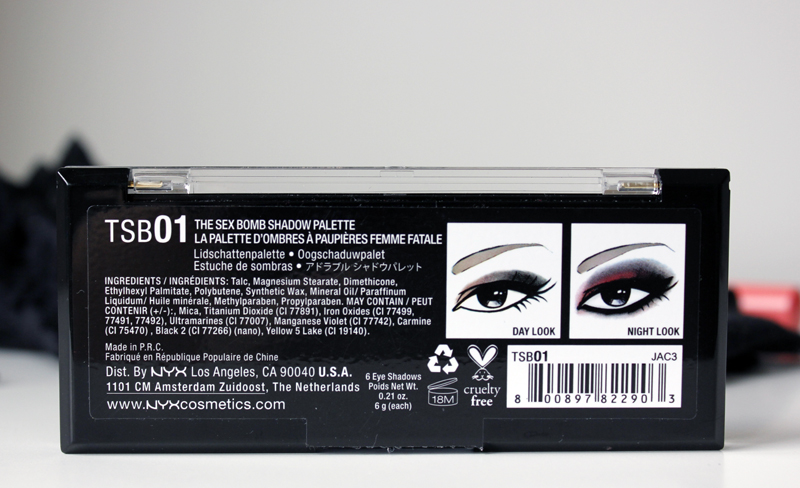 TSB01 THE SEX BOMB SHADOW PALETTE
LA PALETTE D'OMBRES À PAUPIÈRES FEMME FATALE
Lidschattenpalette • Oogschaduwpalet
Estuche de sombras • アドラブル シャドウパレット
INGREDIENTS / INGRÉDIENTS: Talc, Magnesium Stearate, Dimethicone,
Ethylhexyl Palmitate, Polybutene, Synthetic Wax, Mineral Oil/ Paraffinum
Liquidum/ Huile minérale, Methylparaben, Propylparaben. MAY CONTAIN / PEUT
CONTENIR (+/-):, Mica, Titanium Dioxide (CI 77891), Iron Oxides (CI 77499,
77491, 77492), Ultramarines (CI 77007), Manganese Violet (CI 77742), Carmine
(CI 75470) , Black 2 (CI 77266) (nano), Yellow 5 Lake (CI 19140).
Made in P.R.C.
Fabriqué en République Populaire de Chine
Dist. By NYX Los Angeles, CA 90040 U.S.A.
1101 CM Amsterdam Zuidoost, The Netherlands
www.NYXcosmetics.com
6 Eye Shadows
Poids Net Wt.
0.21 oz.
6 g (each)
18M
cruelty
free
DAY LOOK
NIGHT LOOK
TSB01 JAC3
8 00897 82290 3